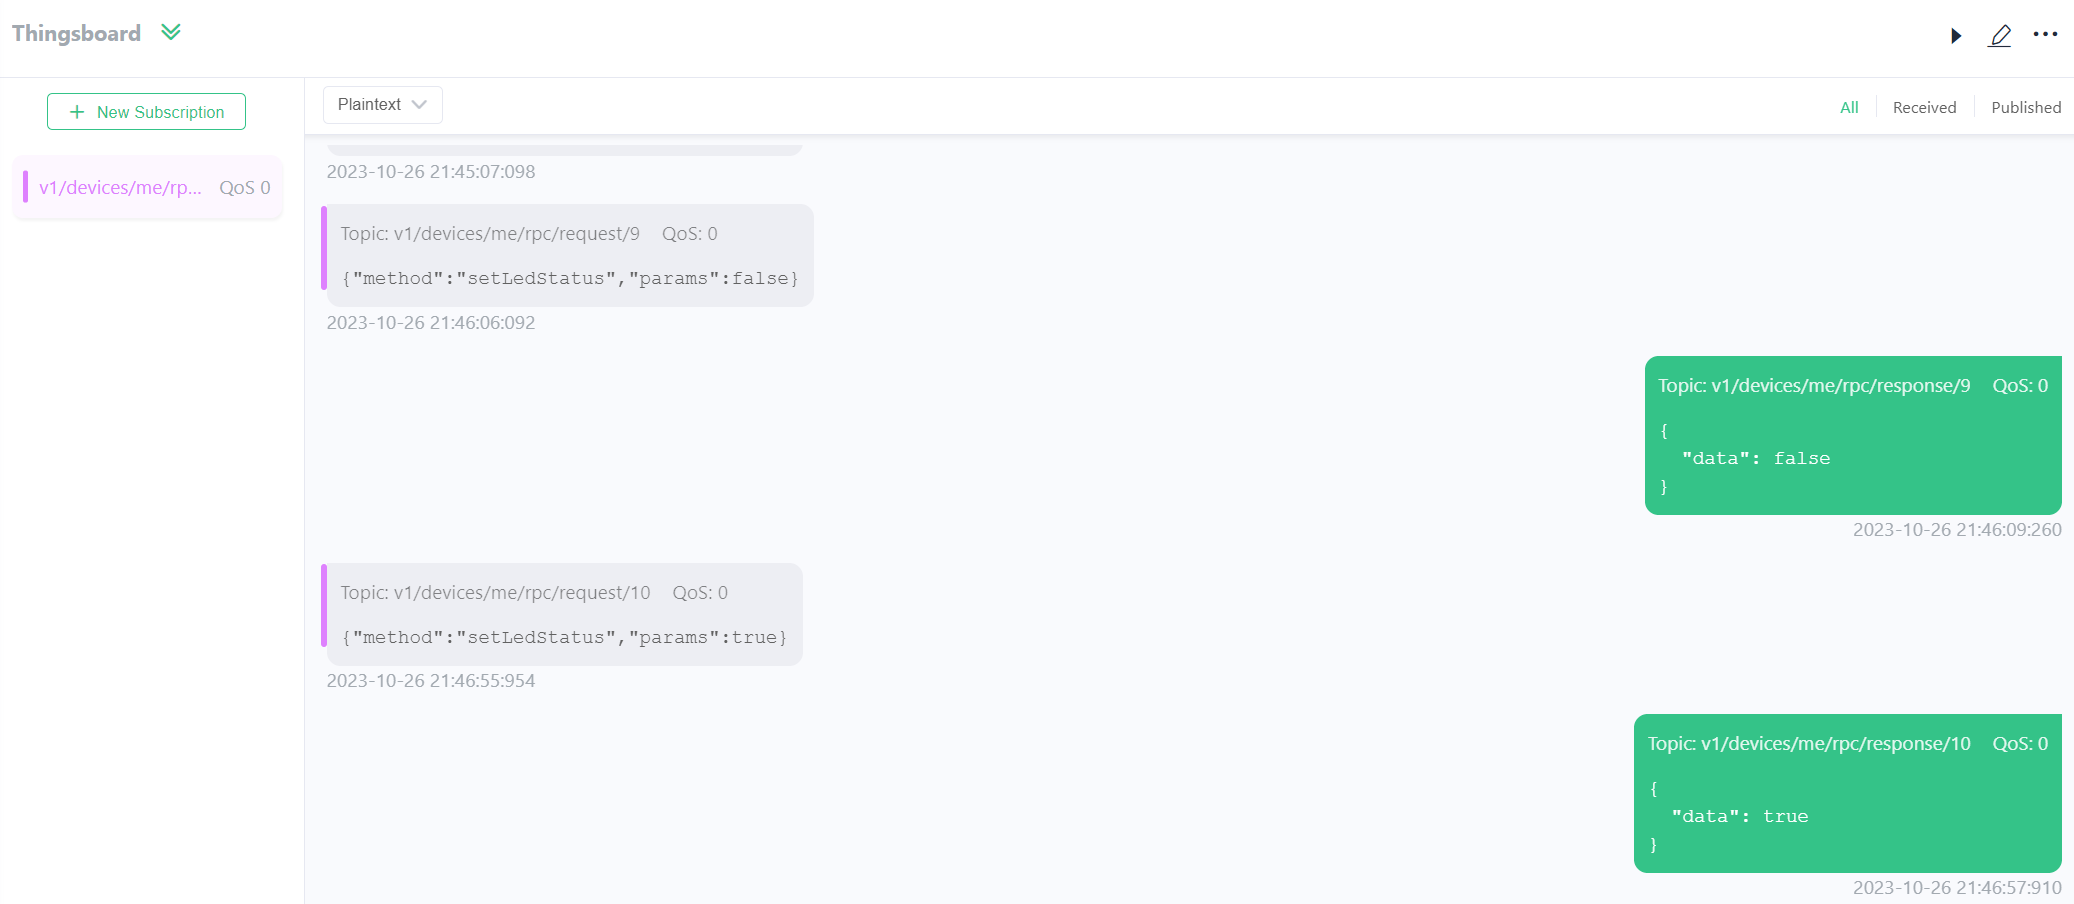 Thingsboard
New Subscription
v1/devices/me/rp... QoS 0
Plaintext
All Received Published
2023-10-26 21:45:07:098
Topic: v1/devices/me/rpc/request/9 QoS: 0
{"method":"setLedStatus","params":false}
2023-10-26 21:46:06:092
Topic: v1/devices/me/rpc/response/9 QoS: 0
{
"data": false
}
2023-10-26 21:46:09:260
Topic: v1/devices/me/rpc/request/10 QoS: 0
{"method":"setLedStatus","params":true}
2023-10-26 21:46:55:954
Topic: v1/devices/me/rpc/response/10 QoS: 0
{
"data": true
}
2023-10-26 21:46:57:910